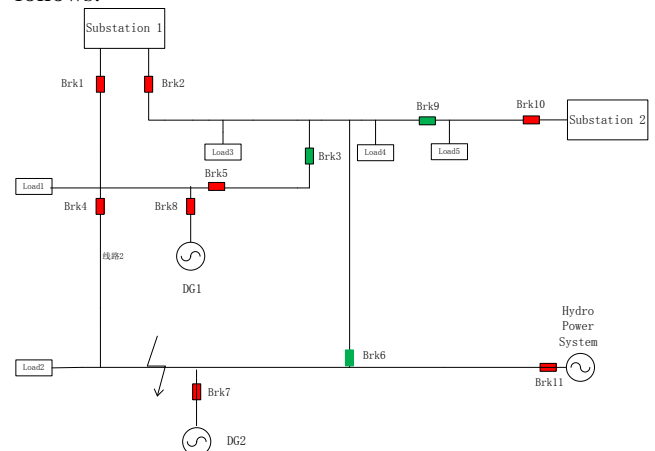 Substation 1
Brk1
Brk2
Brk9
Brk10
Substation 2
Load3
Brk3
Load4
Load5
Brk5
Load1
Brk4
Brk8
线路2
DG1
Hydro
Power
System
Brk6
Load2
Brk11
Brk7
DG2